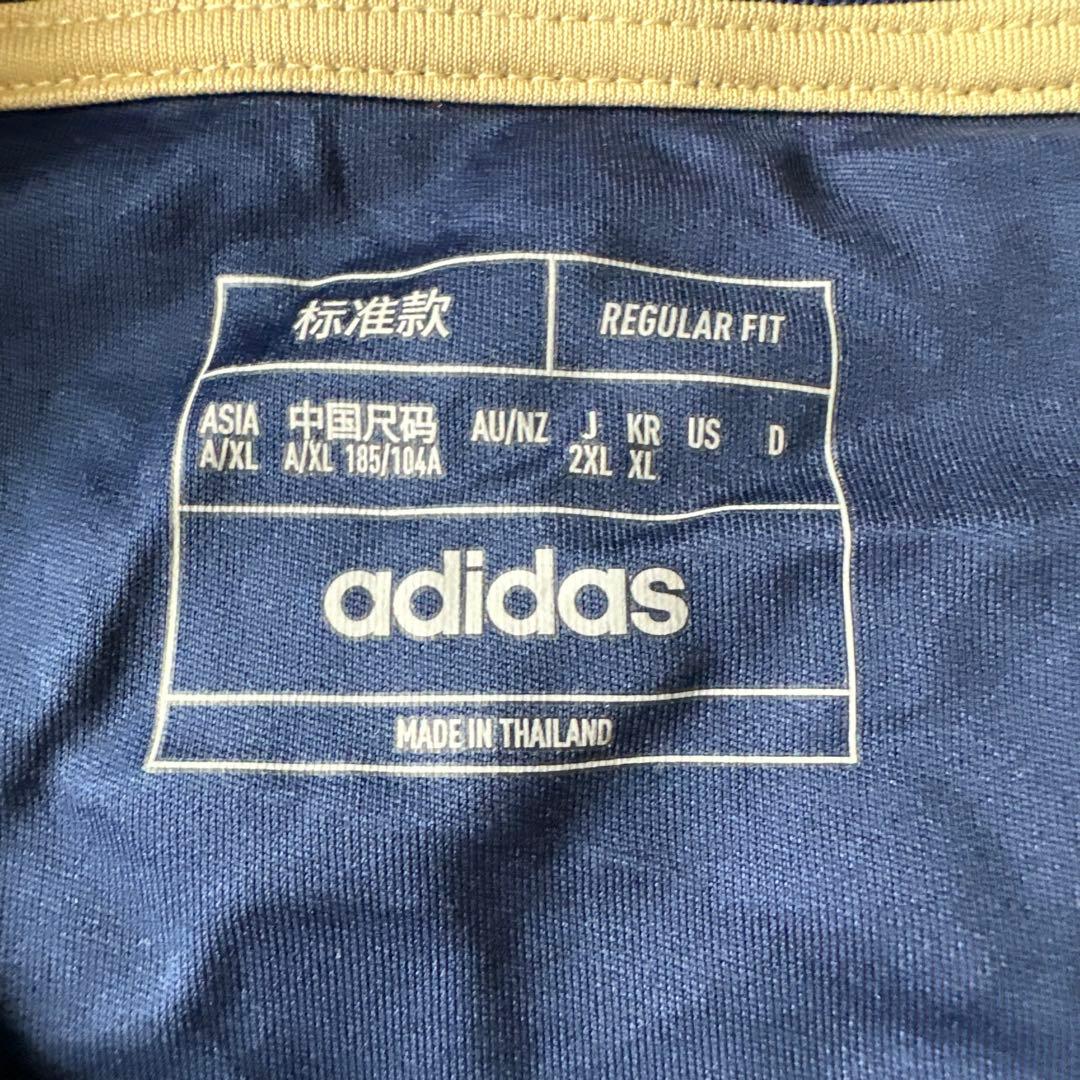 标准款 REGULAR FIT
ASIA 中国尺码 AU/NZ J KR US D
A/XL A/XL 185/104A 2XL XL
adidas
MADE IN THAILAND